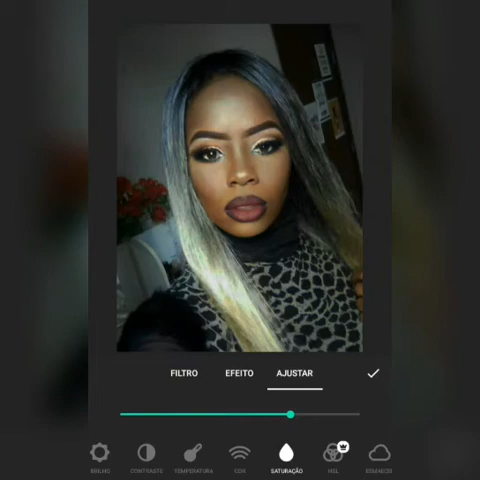 FILTRO EFEITO AJUSTAR
BRILHO CONTRASTE TEMPERATURA COR SATURAÇÃO HSL ESMAECER